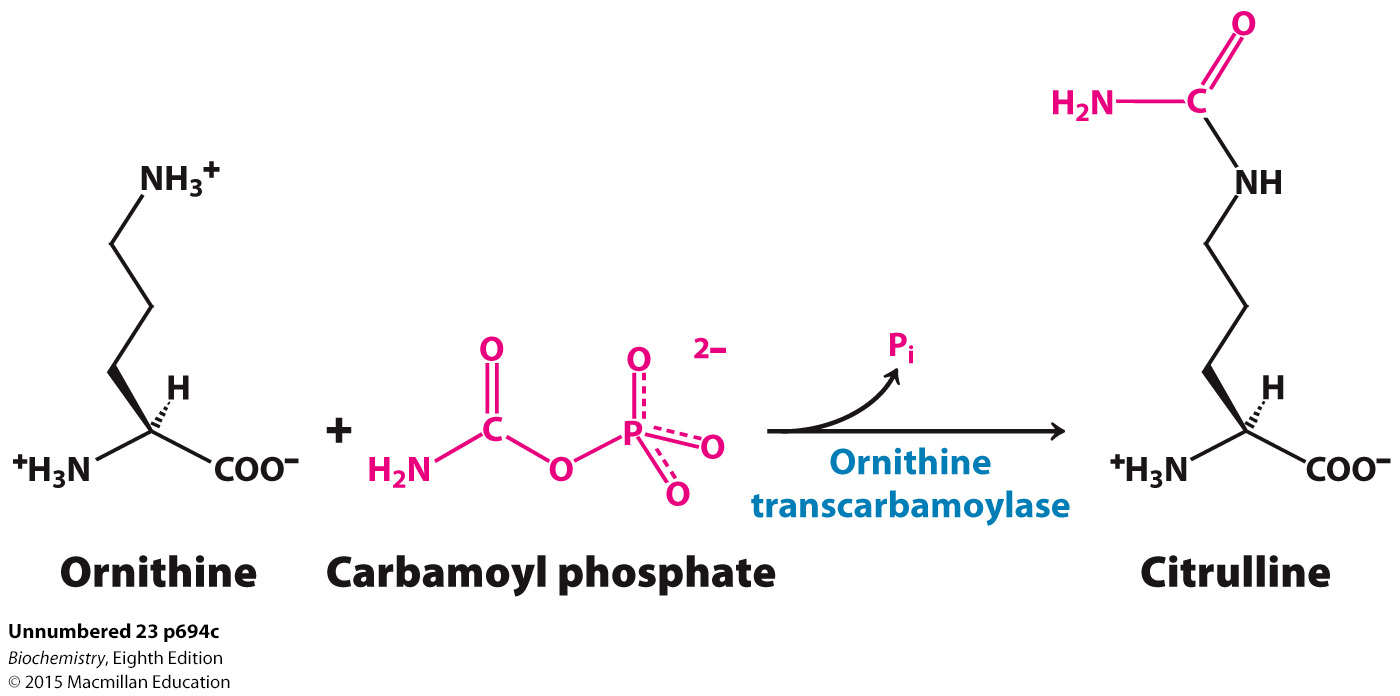 NH₃⁺
H
⁺H₃N
COO⁻
Ornithine
+
O
C
H₂N
O
P
O
O
O
2–
Carbamoyl phosphate
Pᵢ
Ornithine
transcarbamoylase
O
H₂N
C
NH
H
⁺H₃N
COO⁻
Citrulline
Unnumbered 23 p694c
Biochemistry, Eighth Edition
© 2015 Macmillan Education